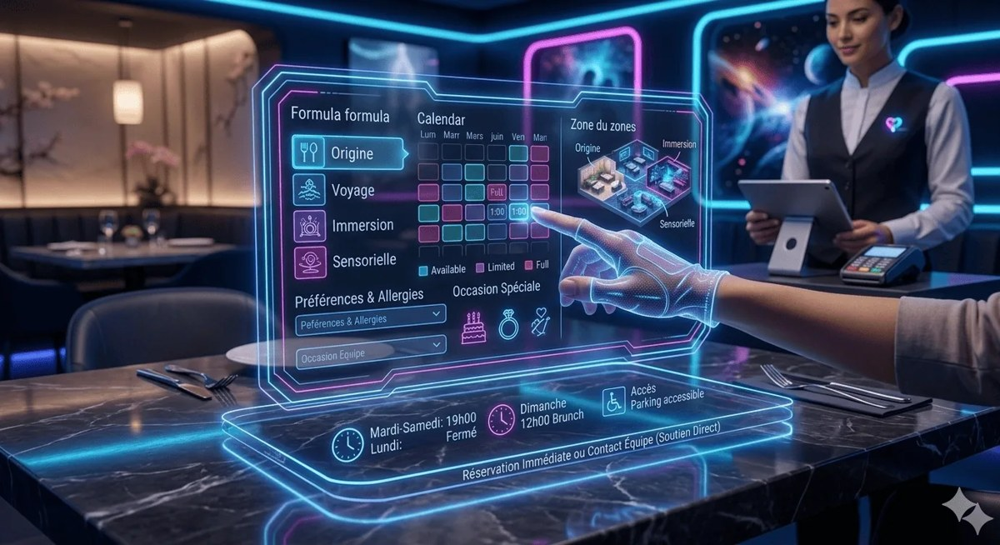 Formula formula
Origine
Voyage
Immersion
Sensorielle
Calendar
Lum Marr Mers juin Ven Man
Full
1:00 1:00
Available Limited Full
Zone du zones
Origine
Immersion
Sensorielle
Préférences & Allergies
Peférences & Allergies
Occasion Équipe
Occasion Spéciale
Mardi-Samedi: 19h00
Lundi: Fermé
Dimanche
12h00 Brunch
Accès
Parking accessible
Réservation Immédiate ou Contact Équipe (Soutien Direct)